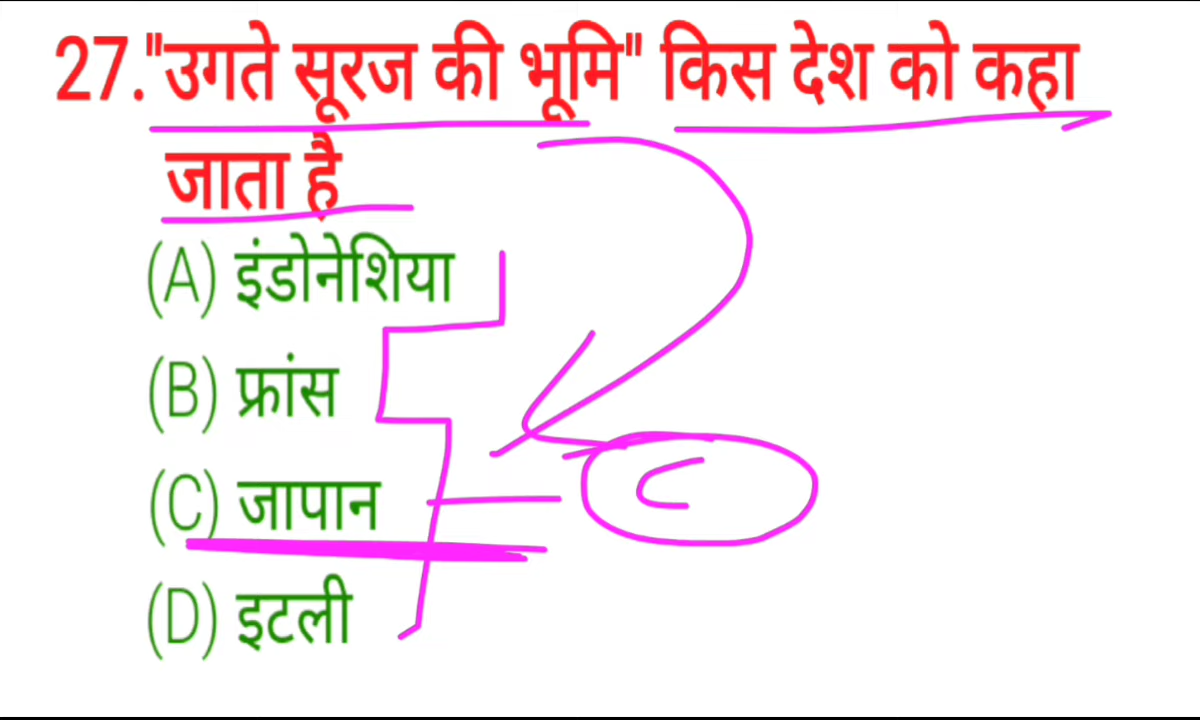 27."उगते सूरज की भूमि" किस देश को कहा
जाता है
(A) इंडोनेशिया
(B) फ्रांस
(C) जापान
C
(D) इटली